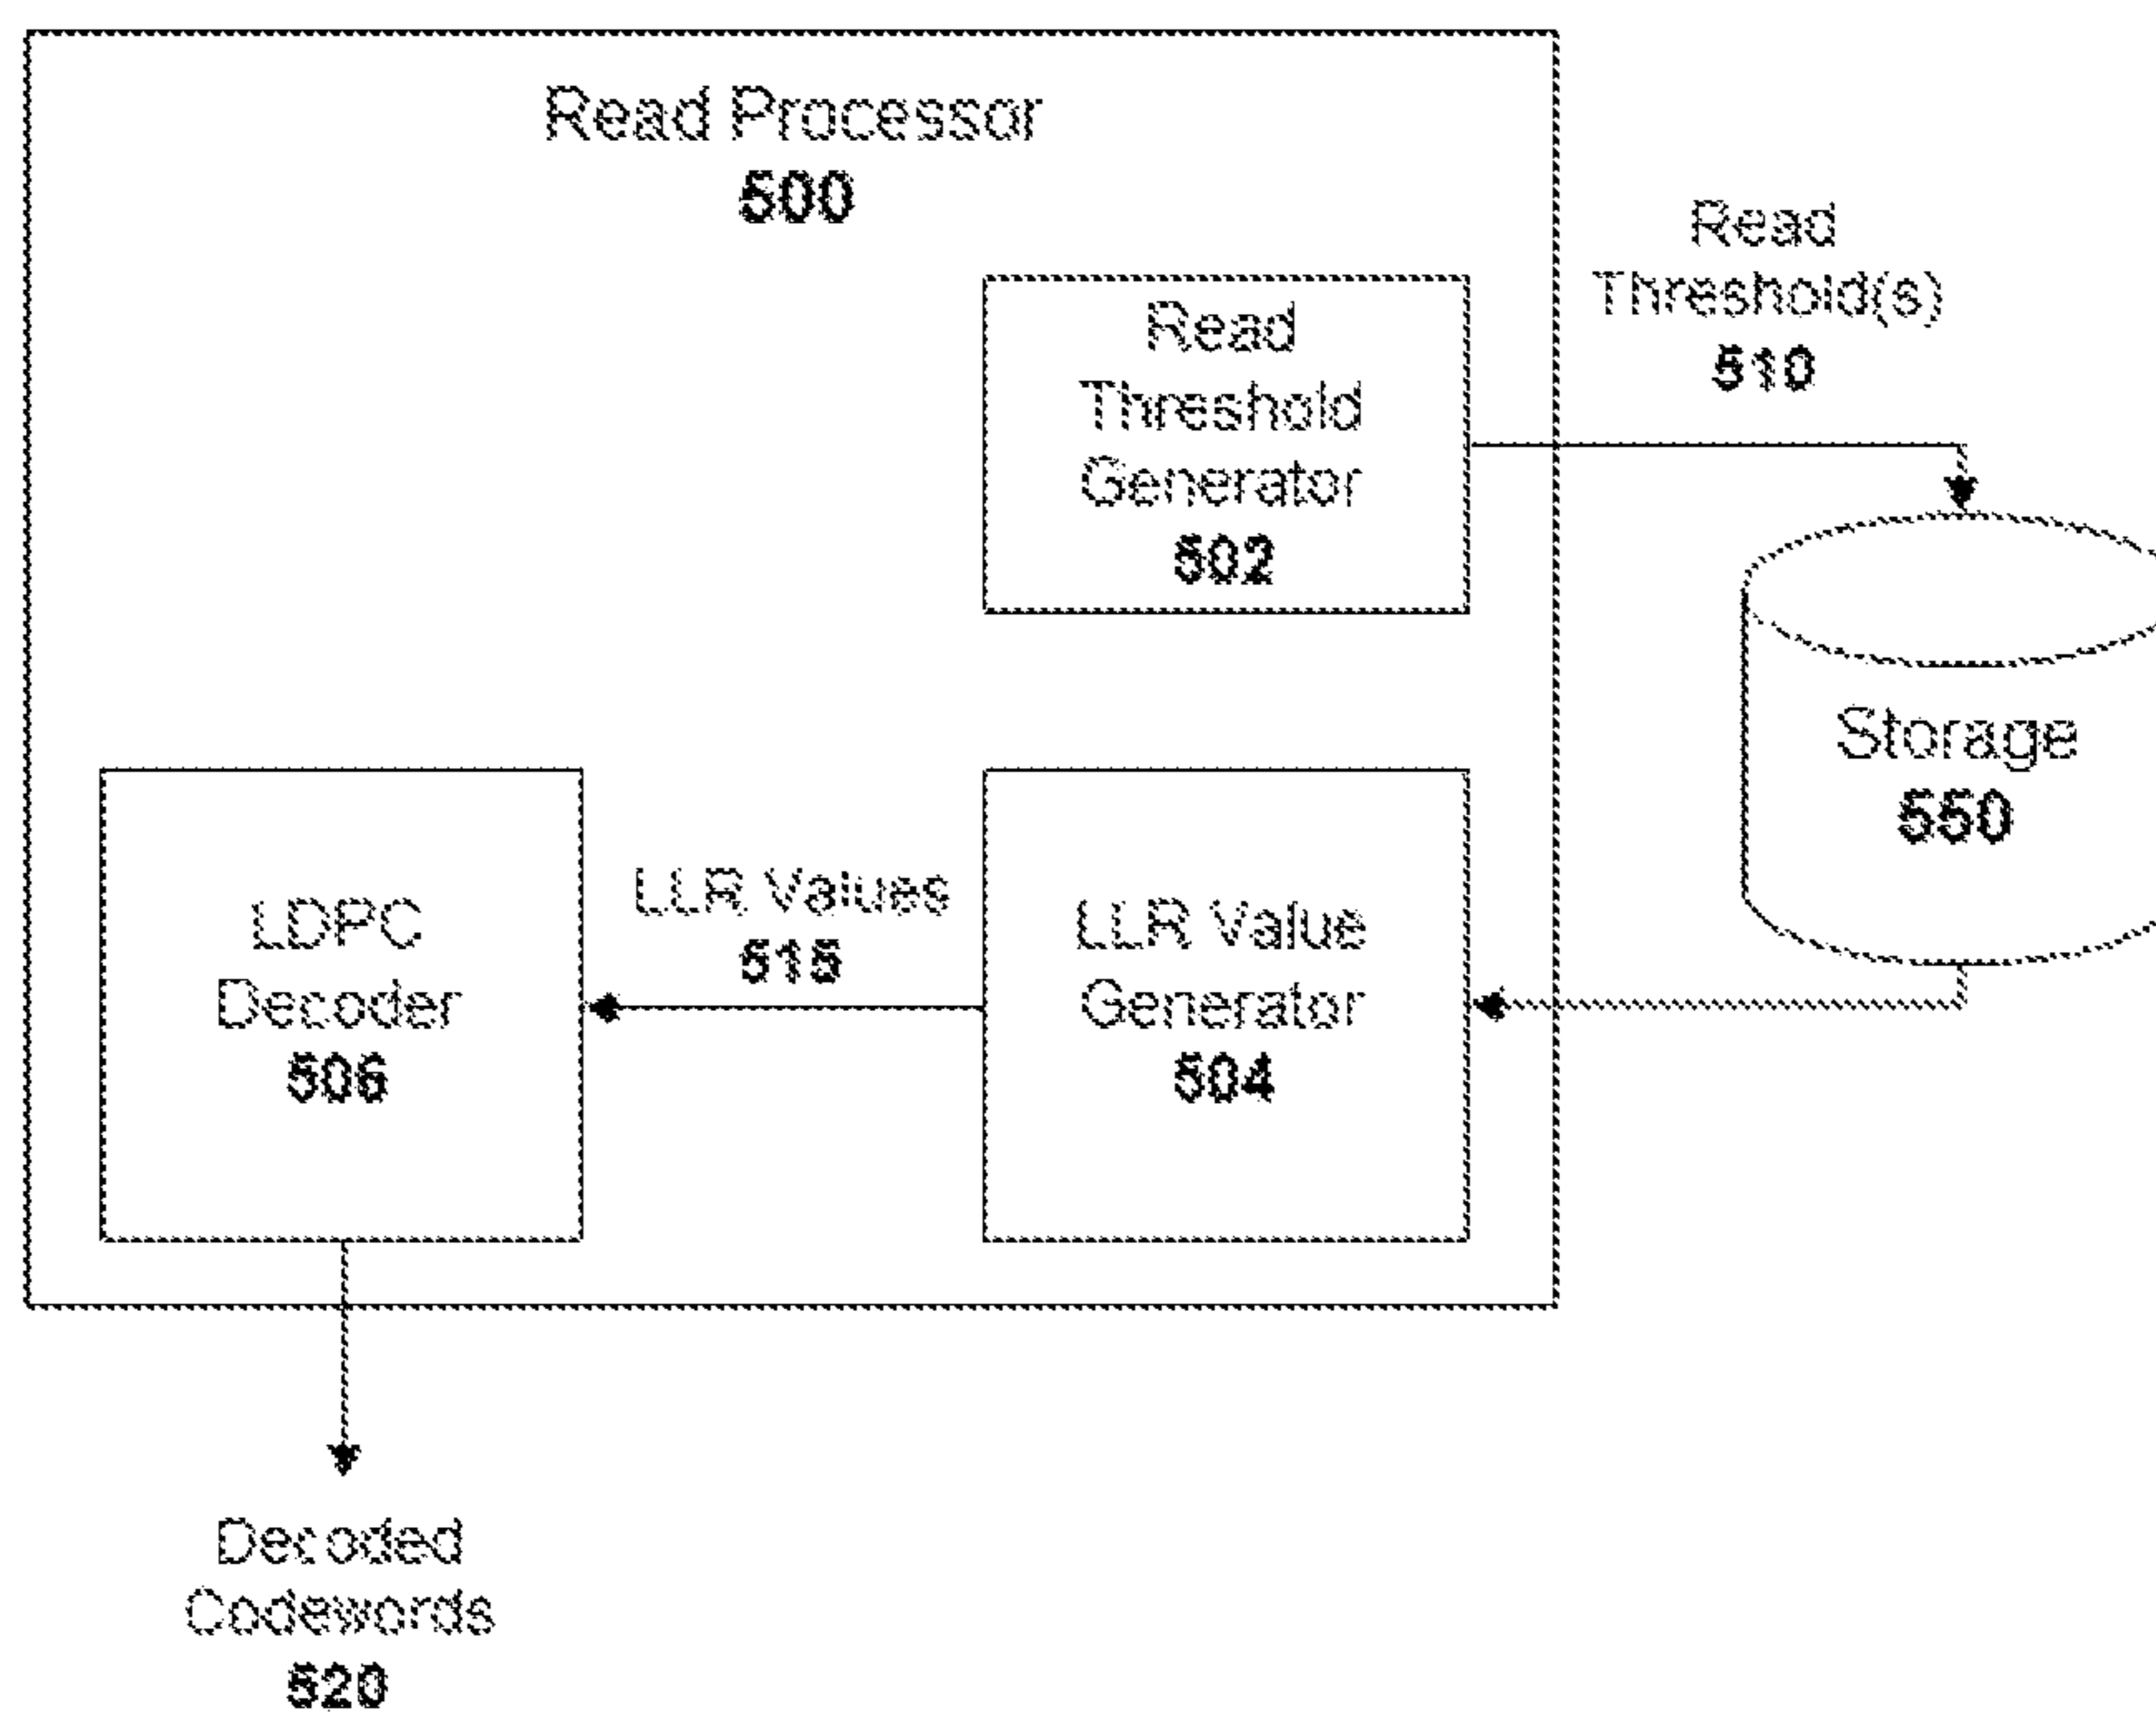 Read Processor
500
Read
Threshold(s)
510
Read
Threshold
Generator
502
Storage
550
LDPC
Decoder
506
LLR Values
515
LLR Value
Generator
504
Decoded
Codewords
520